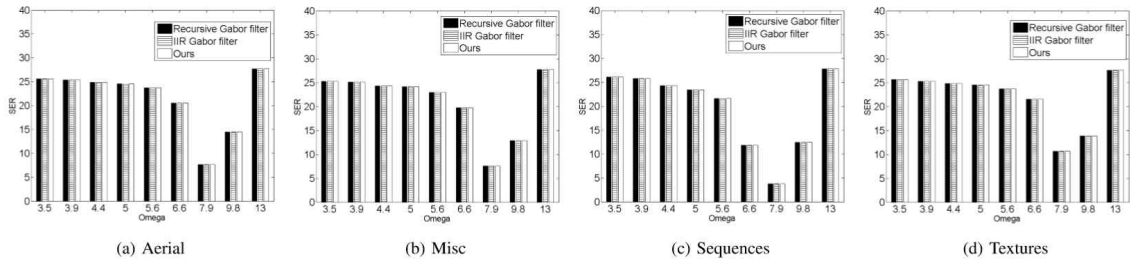 40
35
30
25
20
15
10
5
0
SER
Recursive Gabor filter
IIR Gabor filter
Ours
3.5 3.9 4.4 5 5.6 6.6 7.9 9.8 13
Omega
(a) Aerial
40
35
30
25
20
15
10
5
0
SER
Recursive Gabor filter
IIR Gabor filter
Ours
3.5 3.9 4.4 5 5.6 6.6 7.9 9.8 13
Omega
(b) Misc
40
35
30
25
20
15
10
5
0
SER
Recursive Gabor filter
IIR Gabor filter
Ours
3.5 3.9 4.4 5 5.6 6.6 7.9 9.8 13
Omega
(c) Sequences
40
35
30
25
20
15
10
5
0
SER
Recursive Gabor filter
IIR Gabor filter
Ours
3.5 3.9 4.4 5 5.6 6.6 7.9 9.8 13
Omega
(d) Textures